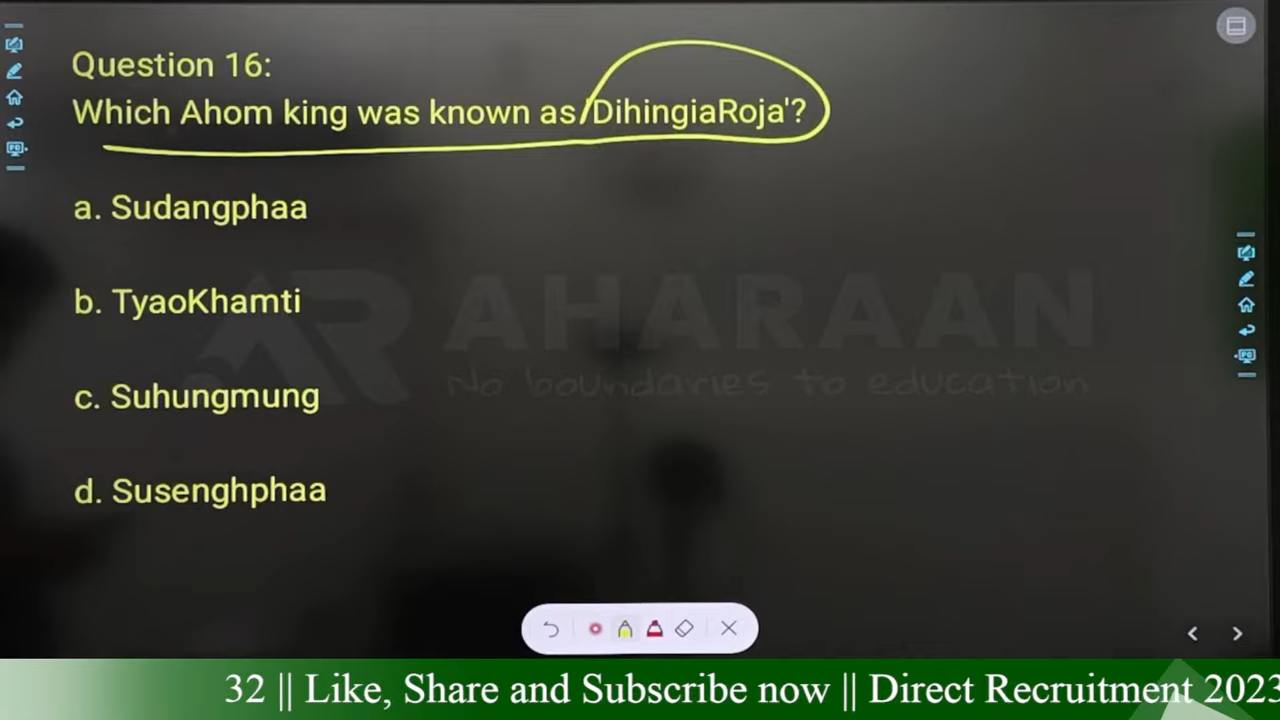 Question 16:
Which Ahom king was known as 'DihingiaRoja'?
a. Sudangphaa
b. TyaoKhamti
c. Suhungmung
d. Susenghphaa
AHARAAN
No boundaries to education
32 || Like, Share and Subscribe now || Direct Recruitment 2023